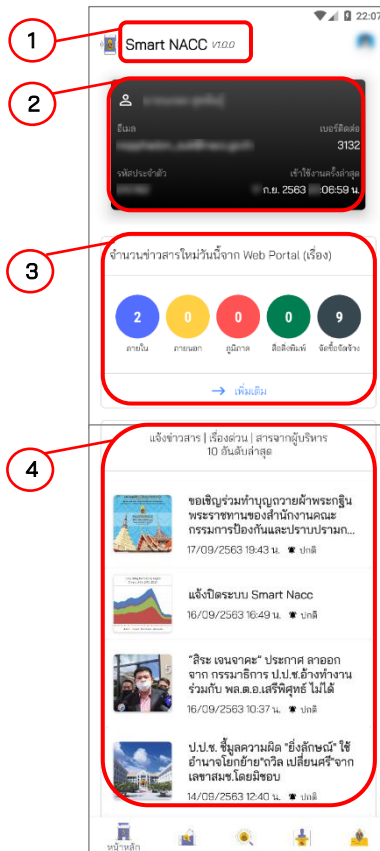 22:07
1
Smart NACC V1.0.0
2
อีเมล
เบอร์ติดต่อ
3132
รหัสประจำตัว
เข้าใช้งานครั้งล่าสุด
ก.ย. 2563 :06:59 น.
3
จำนวนข่าวสารใหม่วันนี้จาก Web Portal (เรื่อง)
2 0 0 0 9
ภายใน ภายนอก ภูมิภาค สื่อสิ่งพิมพ์ จัดซื้อจัดจ้าง
→ เพิ่มเติม
4
แจ้งข่าวสาร | เรื่องด่วน | สารจากผู้บริหาร
10 อันดับล่าสุด
ขอเชิญร่วมทำบุญถวายผ้าพระกฐิน
พระราชทานของสำนักงานคณะ
กรรมการป้องกันและปราบปรามก...
17/09/2563 19:43 น. ปกติ
แจ้งปิดระบบ Smart Nacc
16/09/2563 16:49 น. ปกติ
"สิระ เจนจาคะ" ประกาศ ลาออก
จาก กรรมาธิการ ป.ป.ช.อ้างทำงาน
ร่วมกับ พล.ต.อ.เสรีพิศุทธ์ ไม่ได้
16/09/2563 10:37 น. ปกติ
ป.ป.ช. ชี้มูลความผิด "ยิ่งลักษณ์" ใช้
อำนาจโยกย้าย"ถวิล เปลี่ยนศรี"จาก
เลขาสมช.โดยมิชอบ
14/09/2563 12:40 น. ปกติ
หน้าหลัก